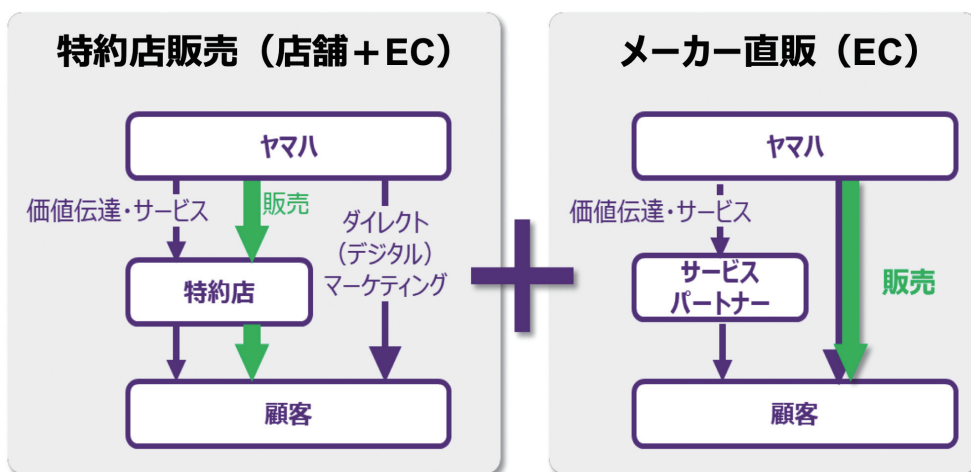 特約店販売（店舗＋EC）
ヤマハ
価値伝達・サービス
販売
ダイレクト
（デジタル）
マーケティング
特約店
顧客
メーカー直販（EC）
ヤマハ
価値伝達・サービス
サービス
パートナー
販売
顧客